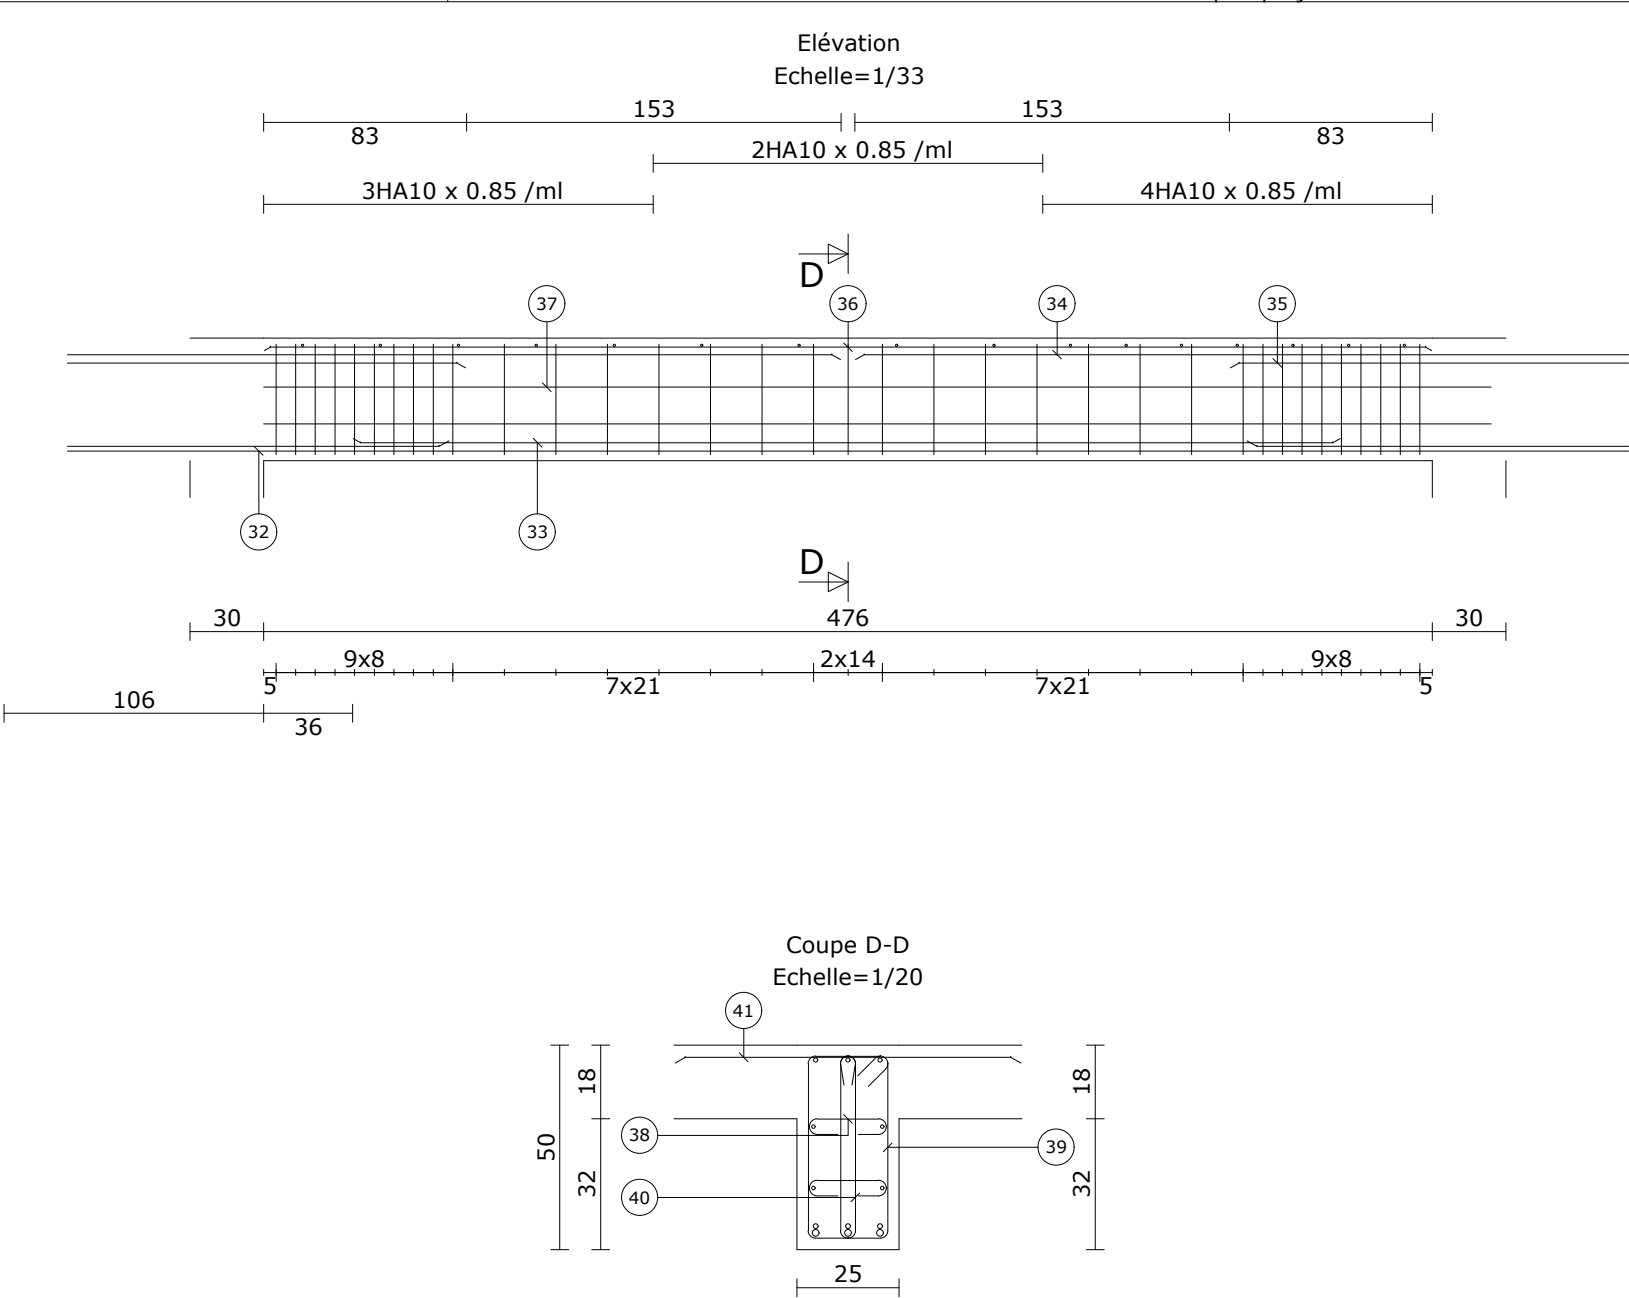 Elévation
Echelle=1/33
153 153
83 83
2HA10 x 0.85 /ml
3HA10 x 0.85 /ml 4HA10 x 0.85 /ml
D
37 36 34 35
32 33
D
30 476 30
9x8 2x14 9x8
5 7x21 7x21 5
106
36
Coupe D-D
Echelle=1/20
41
18 18
38 39
50
32 32
40
25